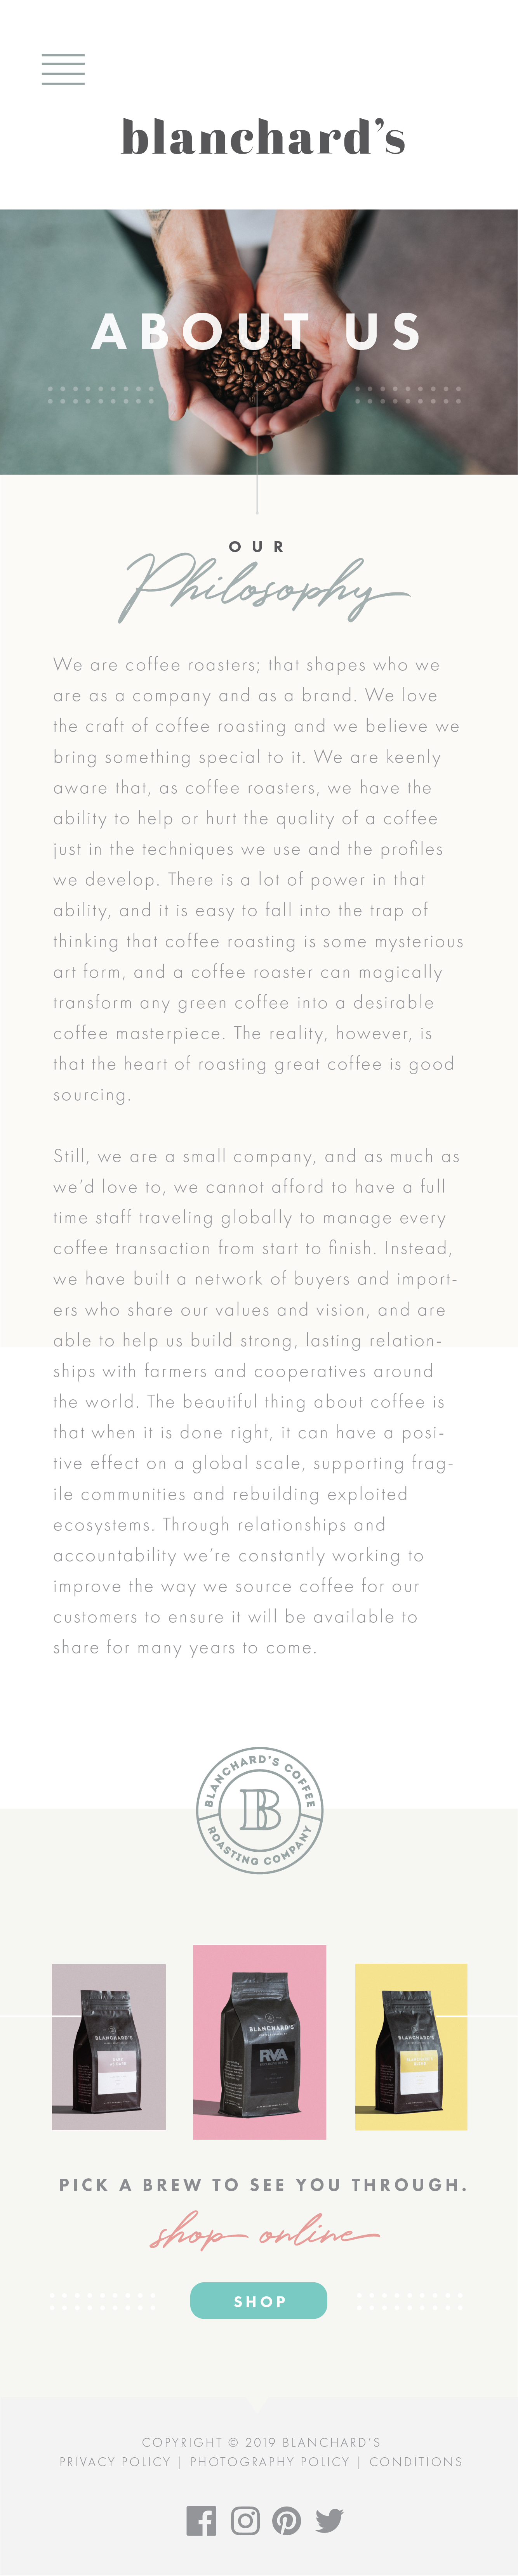 blanchard's
ABOUT US
OUR
Philosophy
We are coffee roasters; that shapes who we
are as a company and as a brand. We love
the craft of coffee roasting and we believe we
bring something special to it. We are keenly
aware that, as coffee roasters, we have the
ability to help or hurt the quality of a coffee
just in the techniques we use and the profiles
we develop. There is a lot of power in that
ability, and it is easy to fall into the trap of
thinking that coffee roasting is some mysterious
art form, and a coffee roaster can magically
transform any green coffee into a desirable
coffee masterpiece. The reality, however, is
that the heart of roasting great coffee is good
sourcing.
Still, we are a small company, and as much as
we'd love to, we cannot afford to have a full
time staff traveling globally to manage every
coffee transaction from start to finish. Instead,
we have built a network of buyers and import-
ers who share our values and vision, and are
able to help us build strong, lasting relation-
ships with farmers and cooperatives around
the world. The beautiful thing about coffee is
that when it is done right, it can have a posi-
tive effect on a global scale, supporting frag-
ile communities and rebuilding exploited
ecosystems. Through relationships and
accountability we're constantly working to
improve the way we source coffee for our
customers to ensure it will be available to
share for many years to come.
BLANCHARD'S COFFEE
B
ROASTING COMPANY
BLANCHARD'S
BLANCHARD'S
RVA
BLANCHARD'S
PICK A BREW TO SEE YOU THROUGH.
shop online
SHOP
COPYRIGHT © 2019 BLANCHARD'S
PRIVACY POLICY | PHOTOGRAPHY POLICY | CONDITIONS